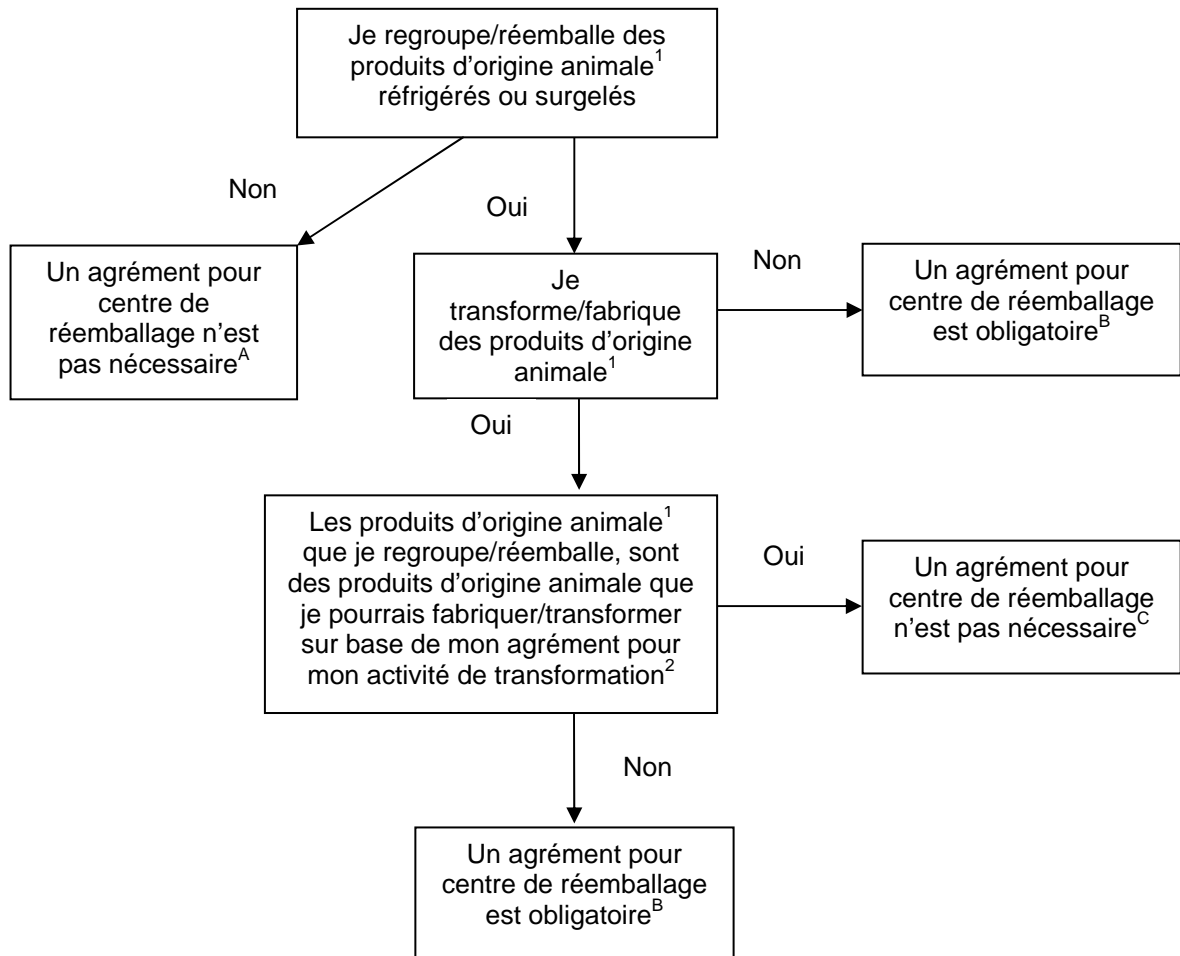 Je regroupe/réemballe des
produits d'origine animale¹
réfrigérés ou surgelés
Non
Oui
Un agrément pour
centre de
réemballage n'est
pas nécessaire^A
Je
transforme/fabrique
des produits d'origine
animale¹
Non
Un agrément pour
centre de réemballage
est obligatoire^B
Oui
Les produits d'origine animale¹
que je regroupe/réemballe, sont
des produits d'origine animale que
je pourrais fabriquer/transformer
sur base de mon agrément pour
mon activité de transformation²
Oui
Un agrément pour
centre de réemballage
n'est pas nécessaire^C
Non
Un agrément pour
centre de réemballage
est obligatoire^B